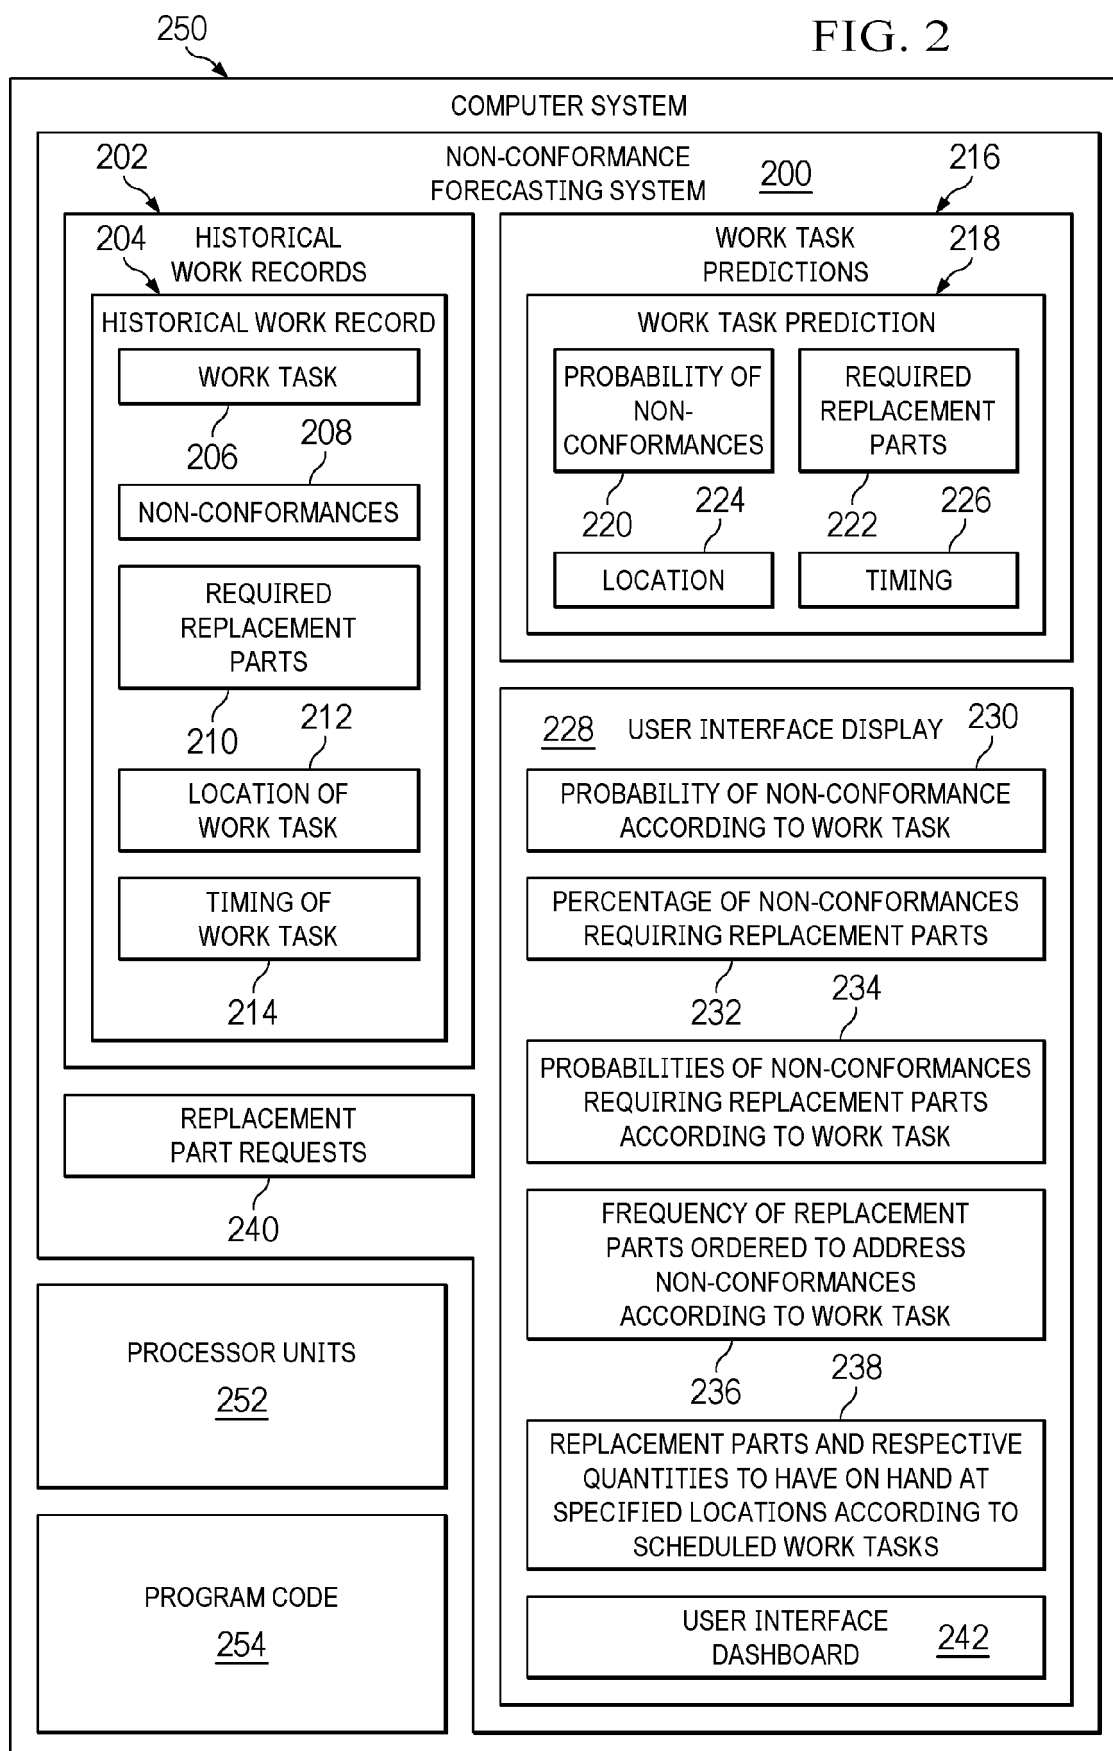 250
FIG. 2
COMPUTER SYSTEM
202
NON-CONFORMANCE
FORECASTING SYSTEM
200
216
204
HISTORICAL
WORK RECORDS
HISTORICAL WORK RECORD
WORK TASK
206
208
NON-CONFORMANCES
REQUIRED
REPLACEMENT
PARTS
210
212
LOCATION OF
WORK TASK
TIMING OF
WORK TASK
214
REPLACEMENT
PART REQUESTS
240
WORK TASK
PREDICTIONS
218
WORK TASK PREDICTION
PROBABILITY OF
NON-
CONFORMANCES
220
REQUIRED
REPLACEMENT
PARTS
222
224
LOCATION
226
TIMING
228 USER INTERFACE DISPLAY
230
PROBABILITY OF NON-CONFORMANCE
ACCORDING TO WORK TASK
PERCENTAGE OF NON-CONFORMANCES
REQUIRING REPLACEMENT PARTS
232
234
PROBABILITIES OF NON-CONFORMANCES
REQUIRING REPLACEMENT PARTS
ACCORDING TO WORK TASK
FREQUENCY OF REPLACEMENT
PARTS ORDERED TO ADDRESS
NON-CONFORMANCES
ACCORDING TO WORK TASK
236
238
REPLACEMENT PARTS AND RESPECTIVE
QUANTITIES TO HAVE ON HAND AT
SPECIFIED LOCATIONS ACCORDING TO
SCHEDULED WORK TASKS
USER INTERFACE
DASHBOARD
242
PROCESSOR UNITS
252
PROGRAM CODE
254